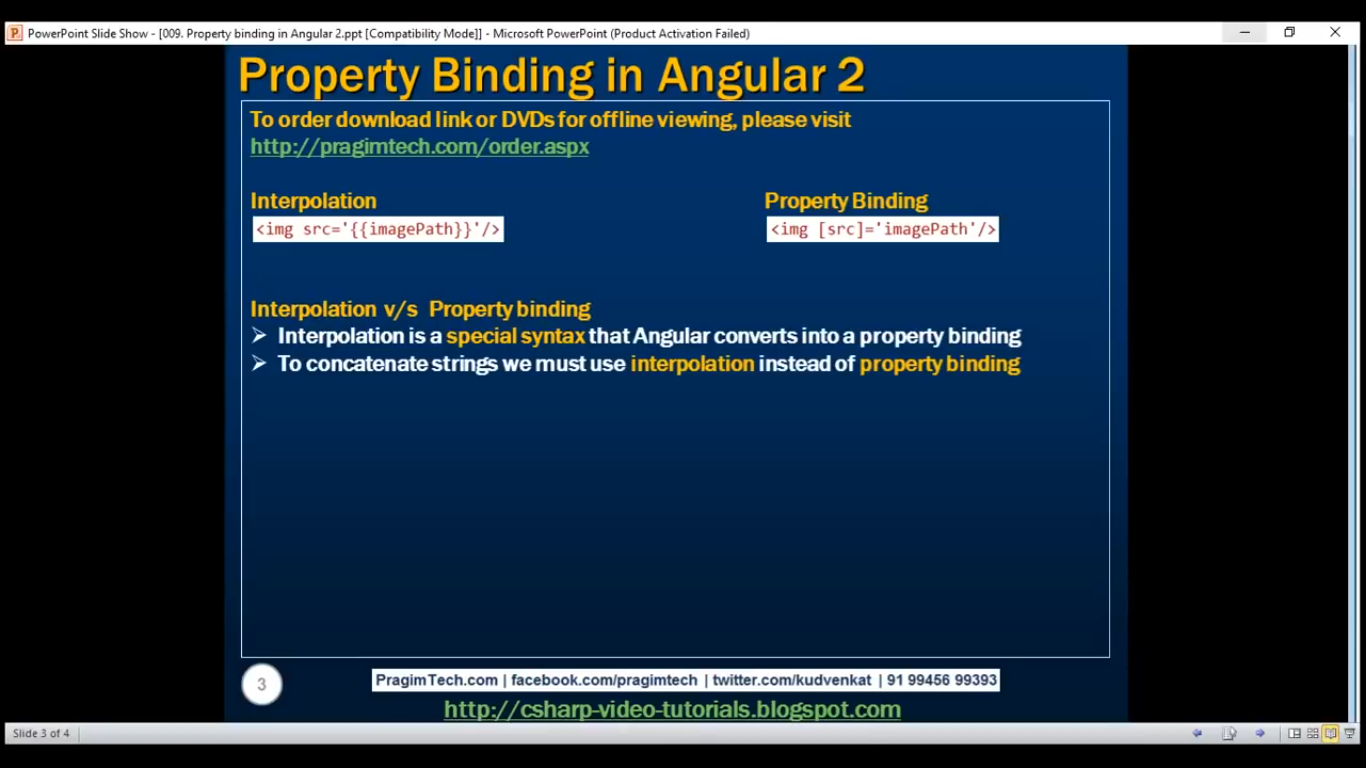 PowerPoint Slide Show - [009. Property binding in Angular 2.ppt [Compatibility Mode]] - Microsoft PowerPoint (Product Activation Failed)
Property Binding in Angular 2
To order download link or DVDs for offline viewing, please visit
http://pragimtech.com/order.aspx
Interpolation Property Binding
<img src='{{imagePath}}'/> <img [src]='imagePath'/>
Interpolation v/s Property binding
➢ Interpolation is a special syntax that Angular converts into a property binding
➢ To concatenate strings we must use interpolation instead of property binding
3
PragimTech.com | facebook.com/pragimtech | twitter.com/kudvenkat | 91 99456 99393
http://csharp-video-tutorials.blogspot.com
Slide 3 of 4